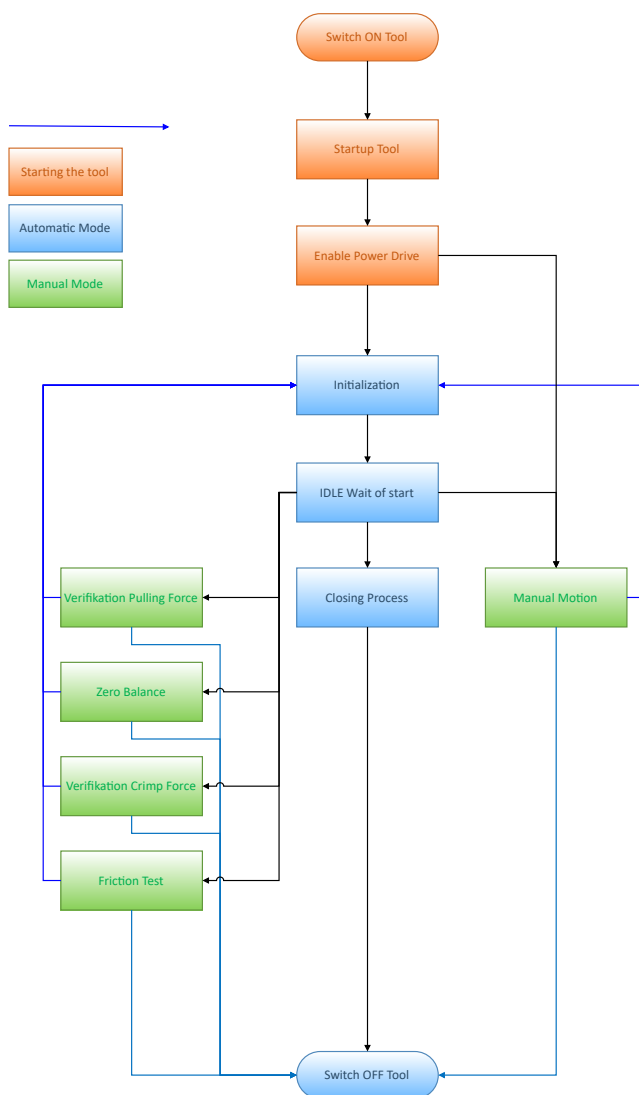 Switch ON Tool
Startup Tool
Starting the tool
Automatic Mode
Enable Power Drive
Manual Mode
Initialization
IDLE Wait of start
Verifikation Pulling Force
Closing Process
Manual Motion
Zero Balance
Verifikation Crimp Force
Friction Test
Switch OFF Tool